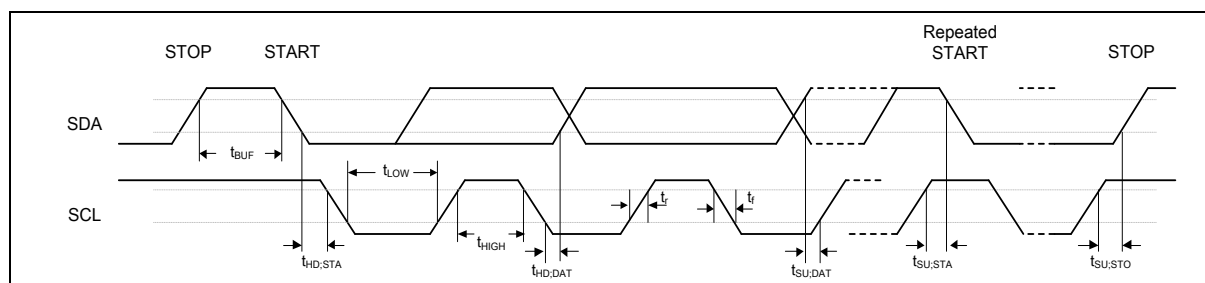 Repeated
STOP START START STOP
SDA
tBUF
tLOW
SCL
tr tf
tHIGH
tHD;STA tHD;DAT tSU;DAT tSU;STA tSU;STO